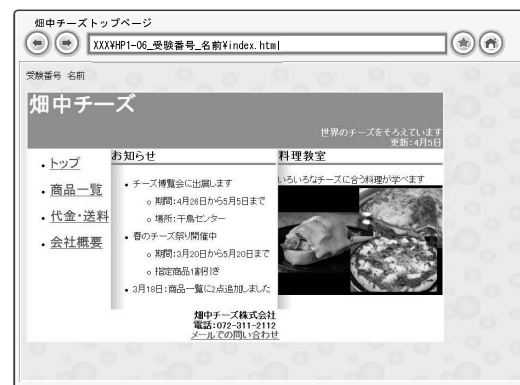 畑中チーズトップページ
XXX¥HP1-06_受験番号_名前¥index.html
受験番号 名前
畑中チーズ
世界のチーズをそろえています
更新:4月5日
・トップ
・商品一覧
・代金・送料
・会社概要
お知らせ
・チーズ博覧会に出展します
○ 期間:4月26日から5月5日まで
○ 場所:千鳥センター
・春のチーズ祭り開催中
○ 期間:3月20日から5月20日まで
○ 指定商品1割引き
・3月18日:商品一覧に2点追加しました
料理教室
いろいろなチーズに合う料理が学べます
畑中チーズ株式会社
電話:072-311-2112
メールでの問い合わせ